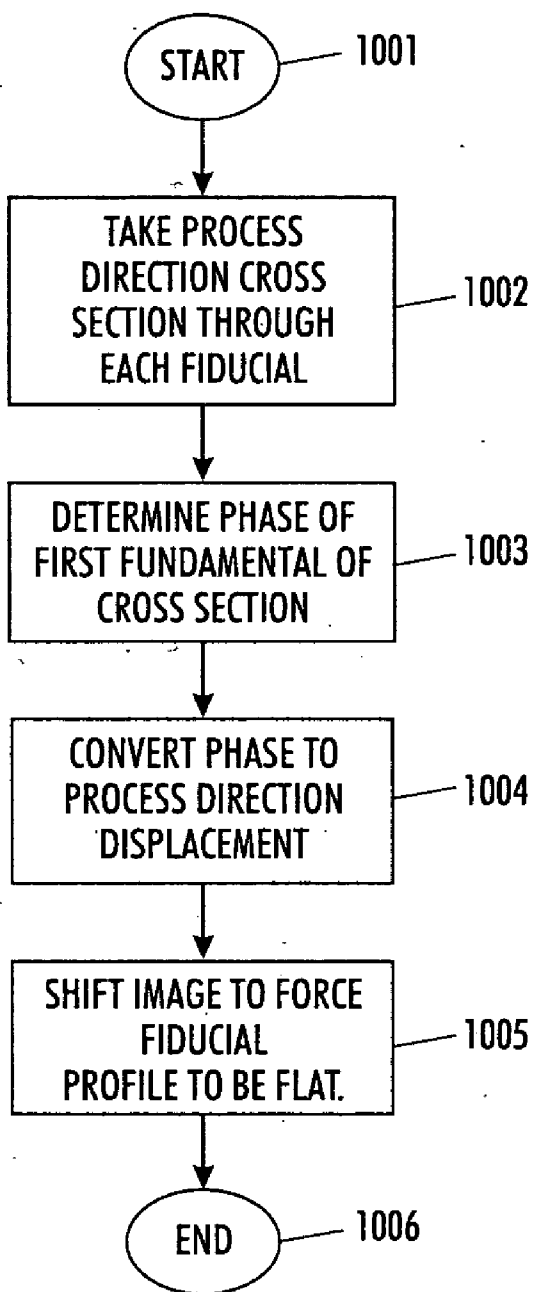 START
1001
TAKE PROCESS
DIRECTION CROSS
SECTION THROUGH
EACH FIDUCIAL
1002
DETERMINE PHASE OF
FIRST FUNDAMENTAL OF
CROSS SECTION
1003
CONVERT PHASE TO
PROCESS DIRECTION
DISPLACEMENT
1004
SHIFT IMAGE TO FORCE
FIDUCIAL
PROFILE TO BE FLAT.
1005
END
1006